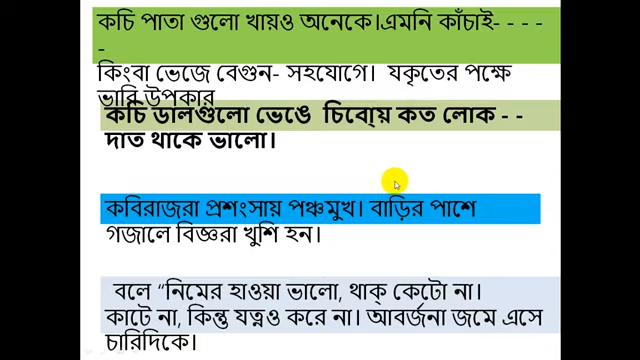 কচি পাতা গুলো খায়ও অনেকে।এমনি কাঁচাই- - - -
-
কিংবা ভেজে বেগুন- সহযোগে।  যকৃতের পক্ষে
ভারি উপকার
কচি ডালগুলো ভেঙে  চিবোয় কত লোক - -
দাত থাকে ভালো।
কবিরাজরা প্রশংসায় পঞ্চমুখ। বাড়ির পাশে
গজালে বিজ্ঞরা খুশি হন।
বলে “নিমের হাওয়া ভালো, থাক্ কেটো না।
কাটে না, কিন্তু যত্নও করে না। আবর্জনা জমে এসে
চারিদিকে।